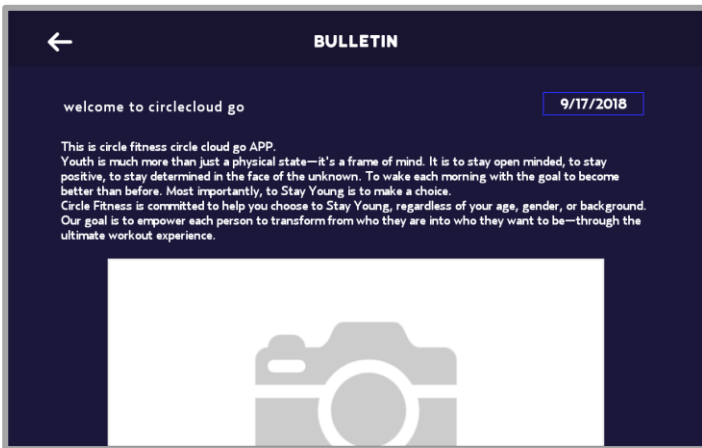 BULLETIN
welcome to circlecloud go
9/17/2018
This is circle fitness circle cloud go APP.
Youth is much more than just a physical state—it's a frame of mind. It is to stay open minded, to stay
positive, to stay determined in the face of the unknown. To wake each morning with the goal to become
better than before. Most importantly, to Stay Young is to make a choice.
Circle Fitness is committed to help you choose to Stay Young, regardless of your age, gender, or background.
Our goal is to empower each person to transform from who they are into who they want to be—through the
ultimate workout experience.